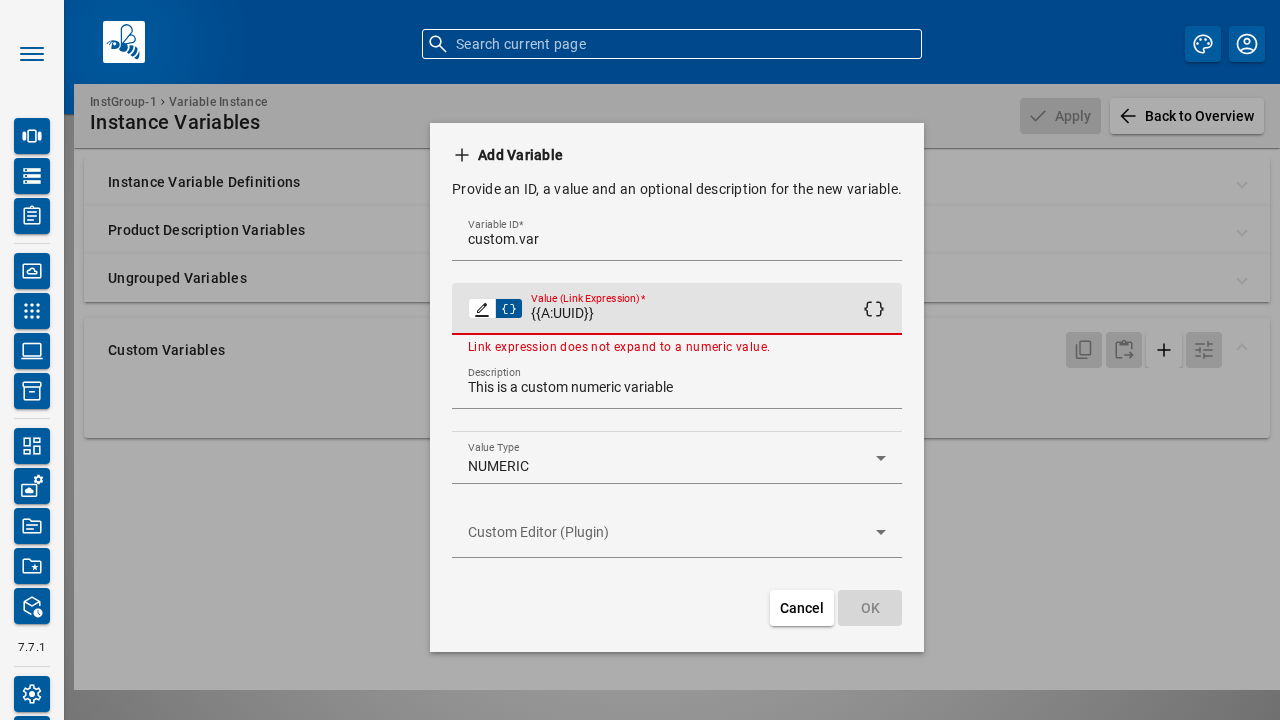 Search current page
InstGroup-1 › Variable Instance
Instance Variables
Apply
Back to Overview
Instance Variable Definitions
Product Description Variables
Ungrouped Variables
Custom Variables
Add Variable
Provide an ID, a value and an optional description for the new variable.
Variable ID*
custom.var
Value (Link Expression)*
{{A:UUID}}
Link expression does not expand to a numeric value.
Description
This is a custom numeric variable
Value Type
NUMERIC
Custom Editor (Plugin)
Cancel
OK
7.7.1